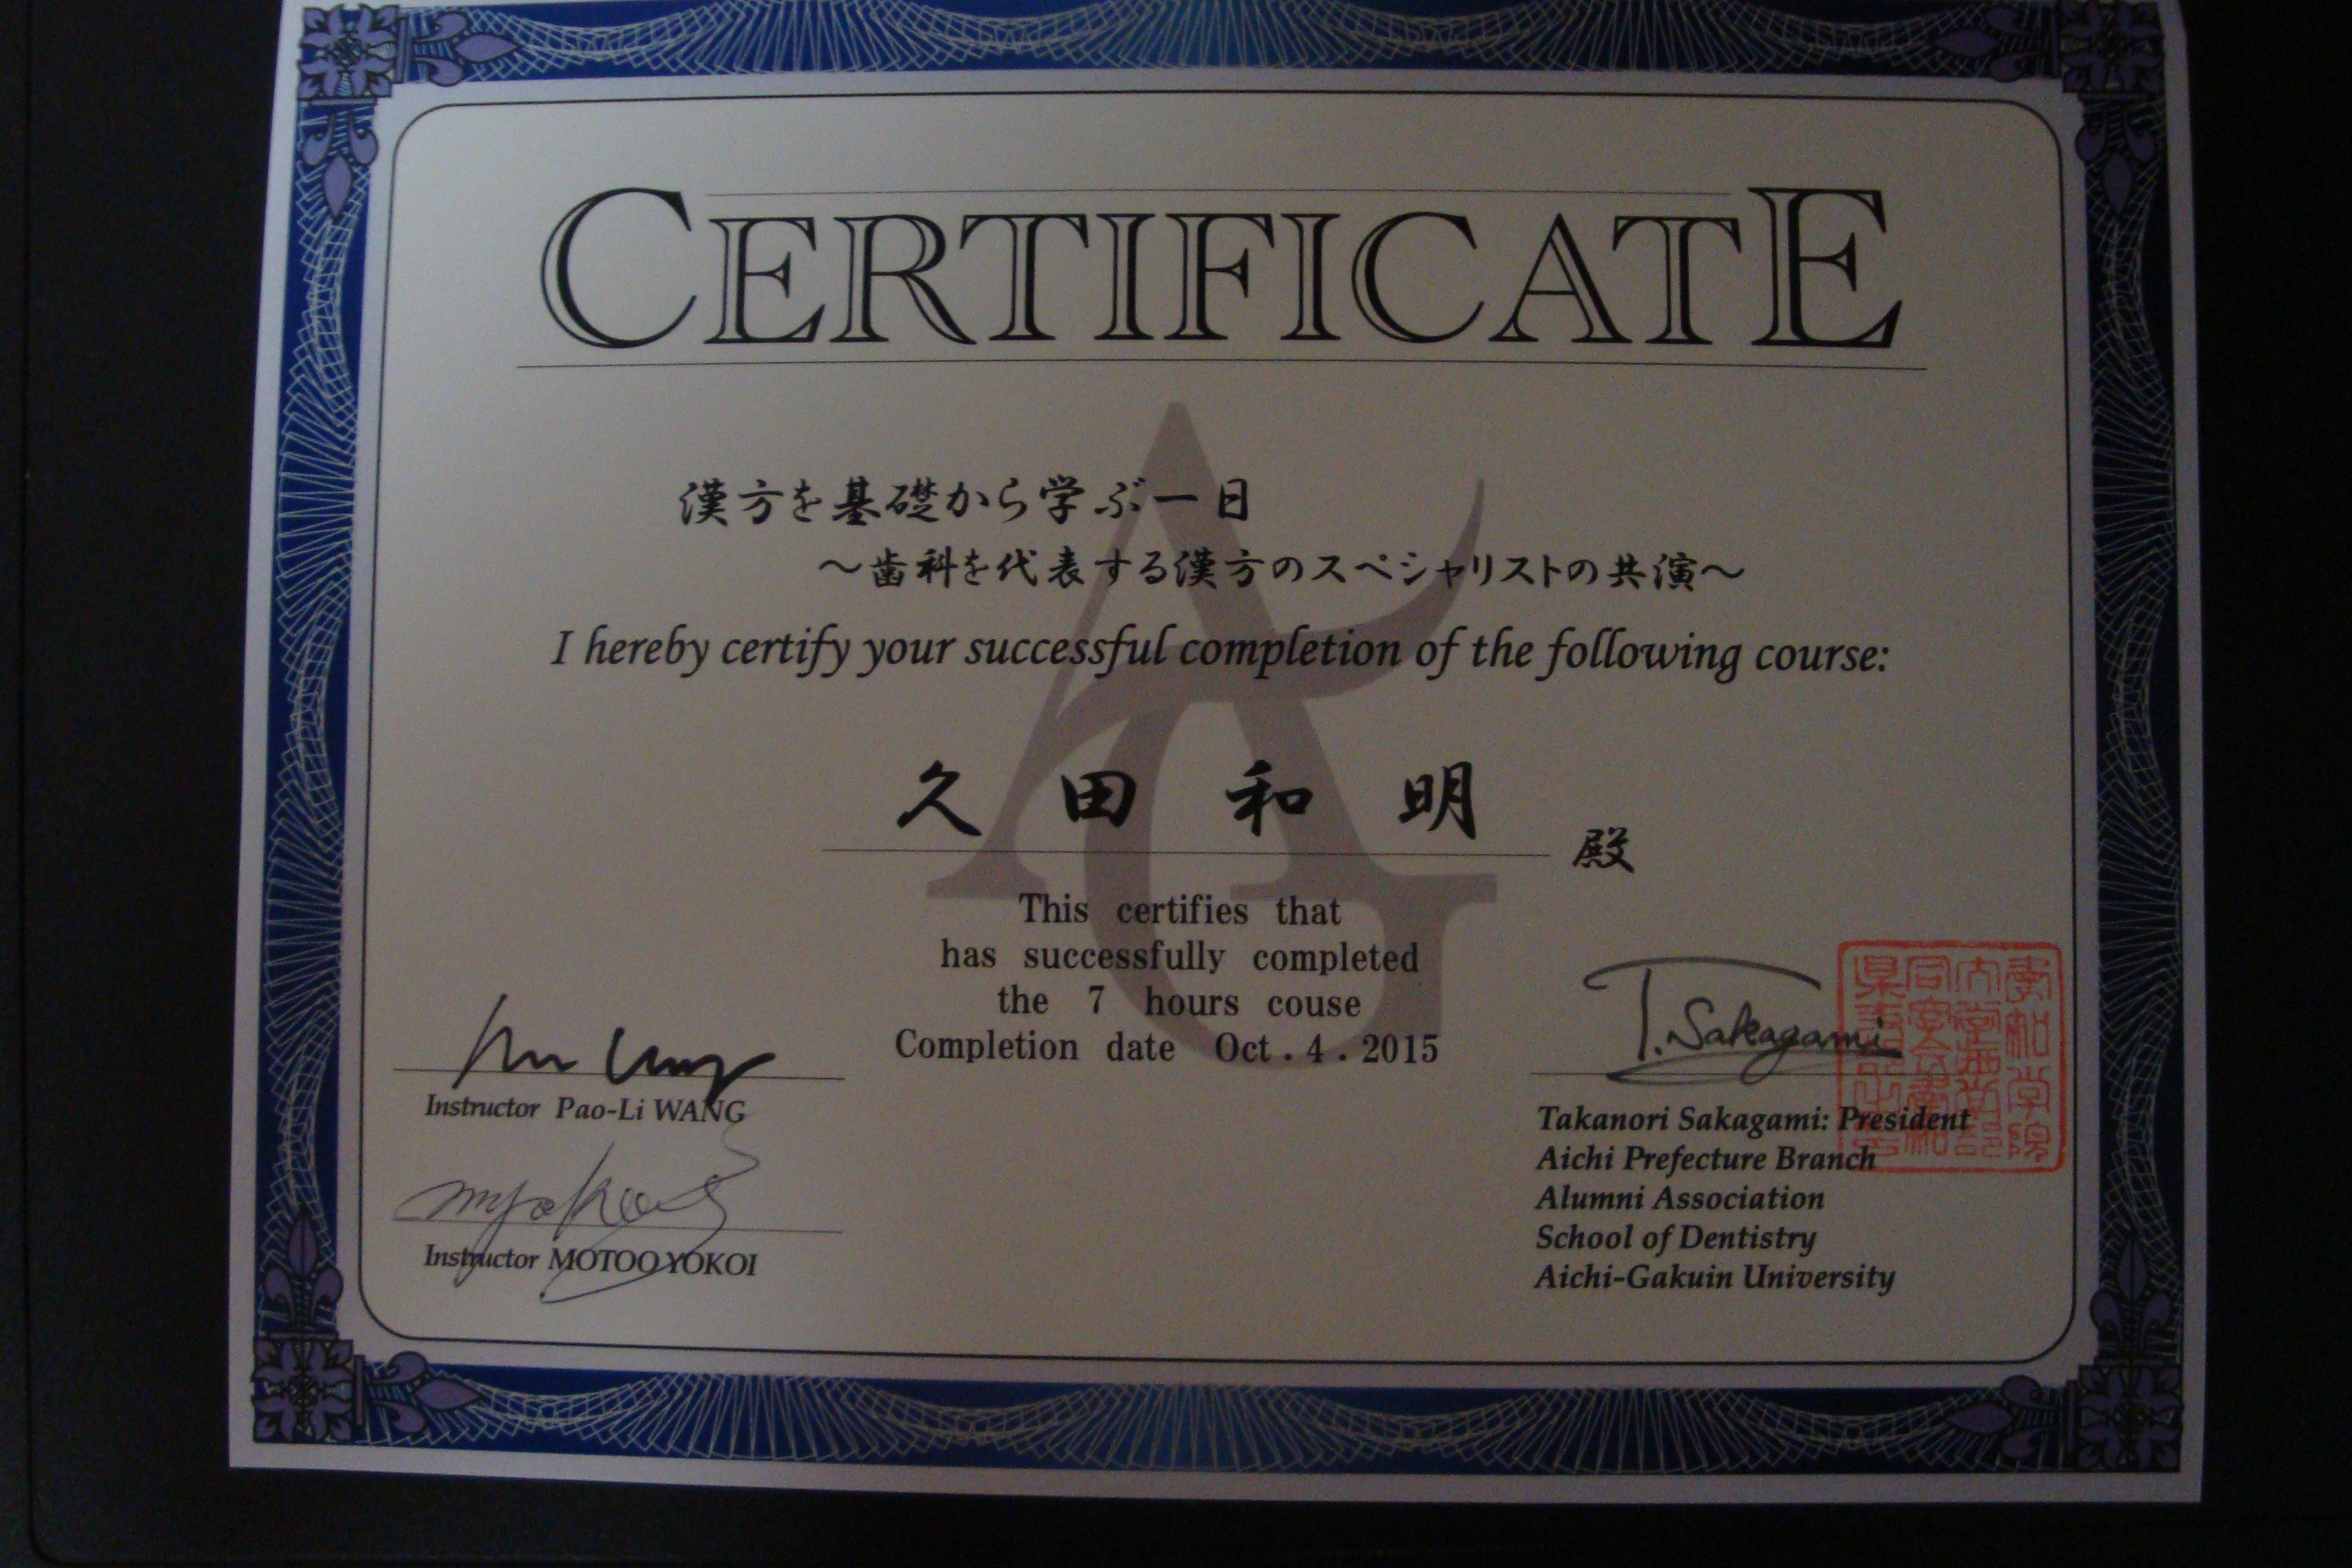 CERTIFICATE
漢方を基礎から学ぶ一日
～歯科を代表する漢方のスペシャリストの共演～
I hereby certify your successful completion of the following course:
久田和明 殿
This certifies that
has successfully completed
the 7 hours couse
Completion date Oct . 4 . 2015
Instructor Pao-Li WANG
Instructor MOTOO YOKOI
T. Sakagami
Takanori Sakagami: President
Aichi Prefecture Branch
Alumni Association
School of Dentistry
Aichi-Gakuin University